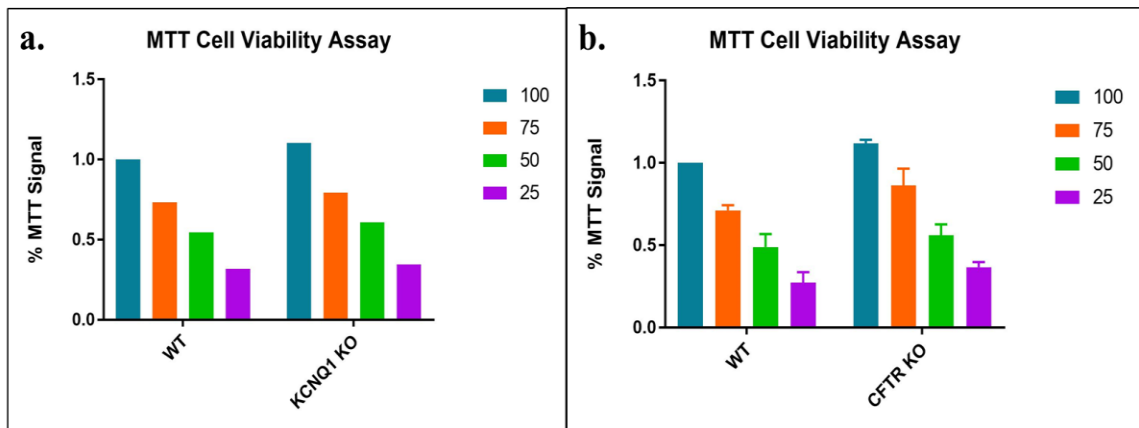 a.
MTT Cell Viability Assay
% MTT Signal
1.5
1.0
0.5
0.0
WT
KCNQ1 KO
100
75
50
25
b.
MTT Cell Viability Assay
% MTT Signal
1.5
1.0
0.5
0.0
WT
CFTR KO
100
75
50
25